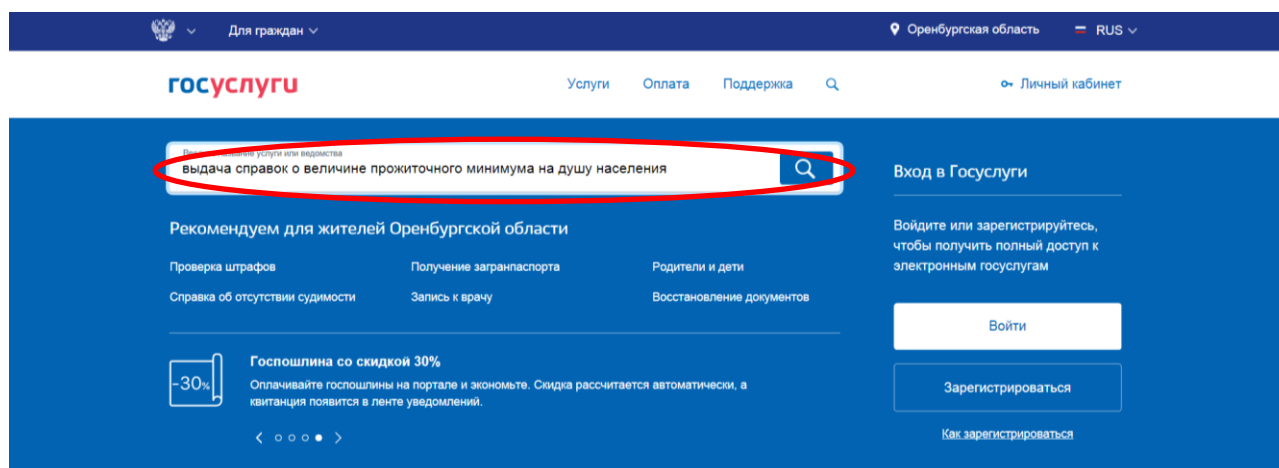 Для граждан
Оренбургская область
RUS
госуслуги
Услуги
Оплата
Поддержка
Личный кабинет
услуги или ведомства
выдача справок о величине прожиточного минимума на душу населения
Рекомендуем для жителей Оренбургской области
Проверка штрафов
Получение загранпаспорта
Родители и дети
Справка об отсутствии судимости
Запись к врачу
Восстановление документов
-30%
Госпошлина со скидкой 30%
Оплачивайте госпошлины на портале и экономьте. Скидка рассчитается автоматически, а
квитанция появится в ленте уведомлений.
Вход в Госуслуги
Войдите или зарегистрируйтесь,
чтобы получить полный доступ к
электронным госуслугам
Войти
Зарегистрироваться
Как зарегистрироваться